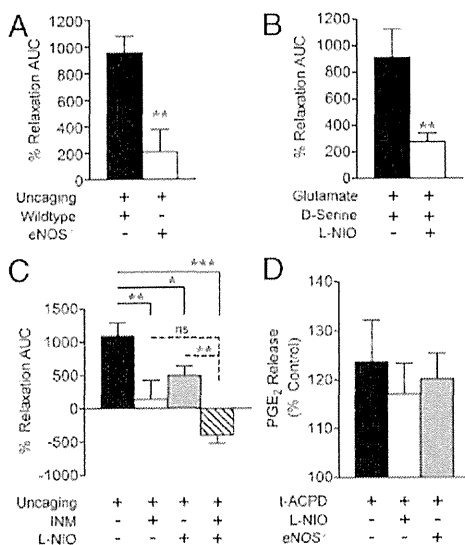 A
% Relaxation AUC
1200
1000
800
600
400
200
0
**
Uncaging + +
Wildtype + -
eNOS - +
B
% Relaxation AUC
1200
1000
800
600
400
200
0
**
Glutamate + +
D-Serine + +
L-NIO - +
C
% Relaxation AUC
1500
1000
500
0
-500
-1000
***
*
**
ns
**
Uncaging + + + +
INM - + - +
L-NIO - - + +
D
PGE2 Release
(% Control)
140
130
120
110
100
t-ACPD + + +
L-NIO - + -
eNOS - - +